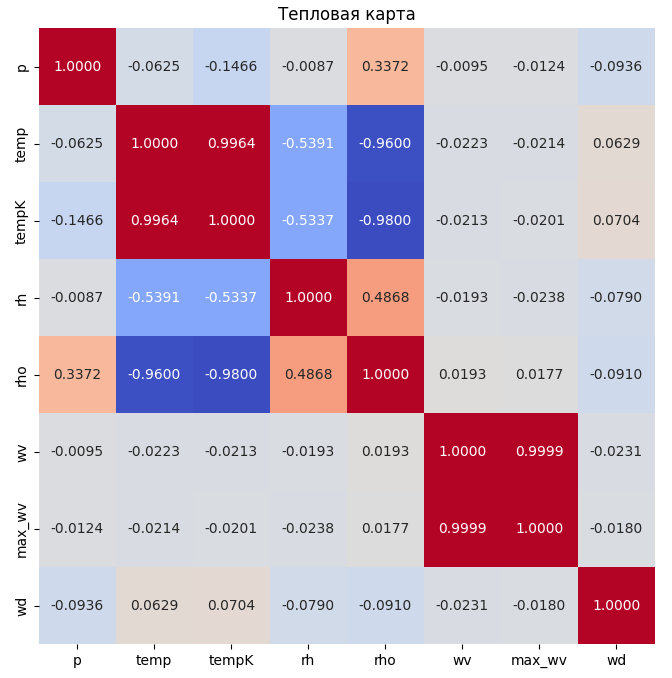 Тепловая карта
p 1.0000 -0.0625 -0.1466 -0.0087 0.3372 -0.0095 -0.0124 -0.0936
temp -0.0625 1.0000 0.9964 -0.5391 -0.9600 -0.0223 -0.0214 0.0629
tempK -0.1466 0.9964 1.0000 -0.5337 -0.9800 -0.0213 -0.0201 0.0704
rh -0.0087 -0.5391 -0.5337 1.0000 0.4868 -0.0193 -0.0238 -0.0790
rho 0.3372 -0.9600 -0.9800 0.4868 1.0000 0.0193 0.0177 -0.0910
wv -0.0095 -0.0223 -0.0213 -0.0193 0.0193 1.0000 0.9999 -0.0231
max_wv -0.0124 -0.0214 -0.0201 -0.0238 0.0177 0.9999 1.0000 -0.0180
wd -0.0936 0.0629 0.0704 -0.0790 -0.0910 -0.0231 -0.0180 1.0000
p temp tempK rh rho wv max_wv wd